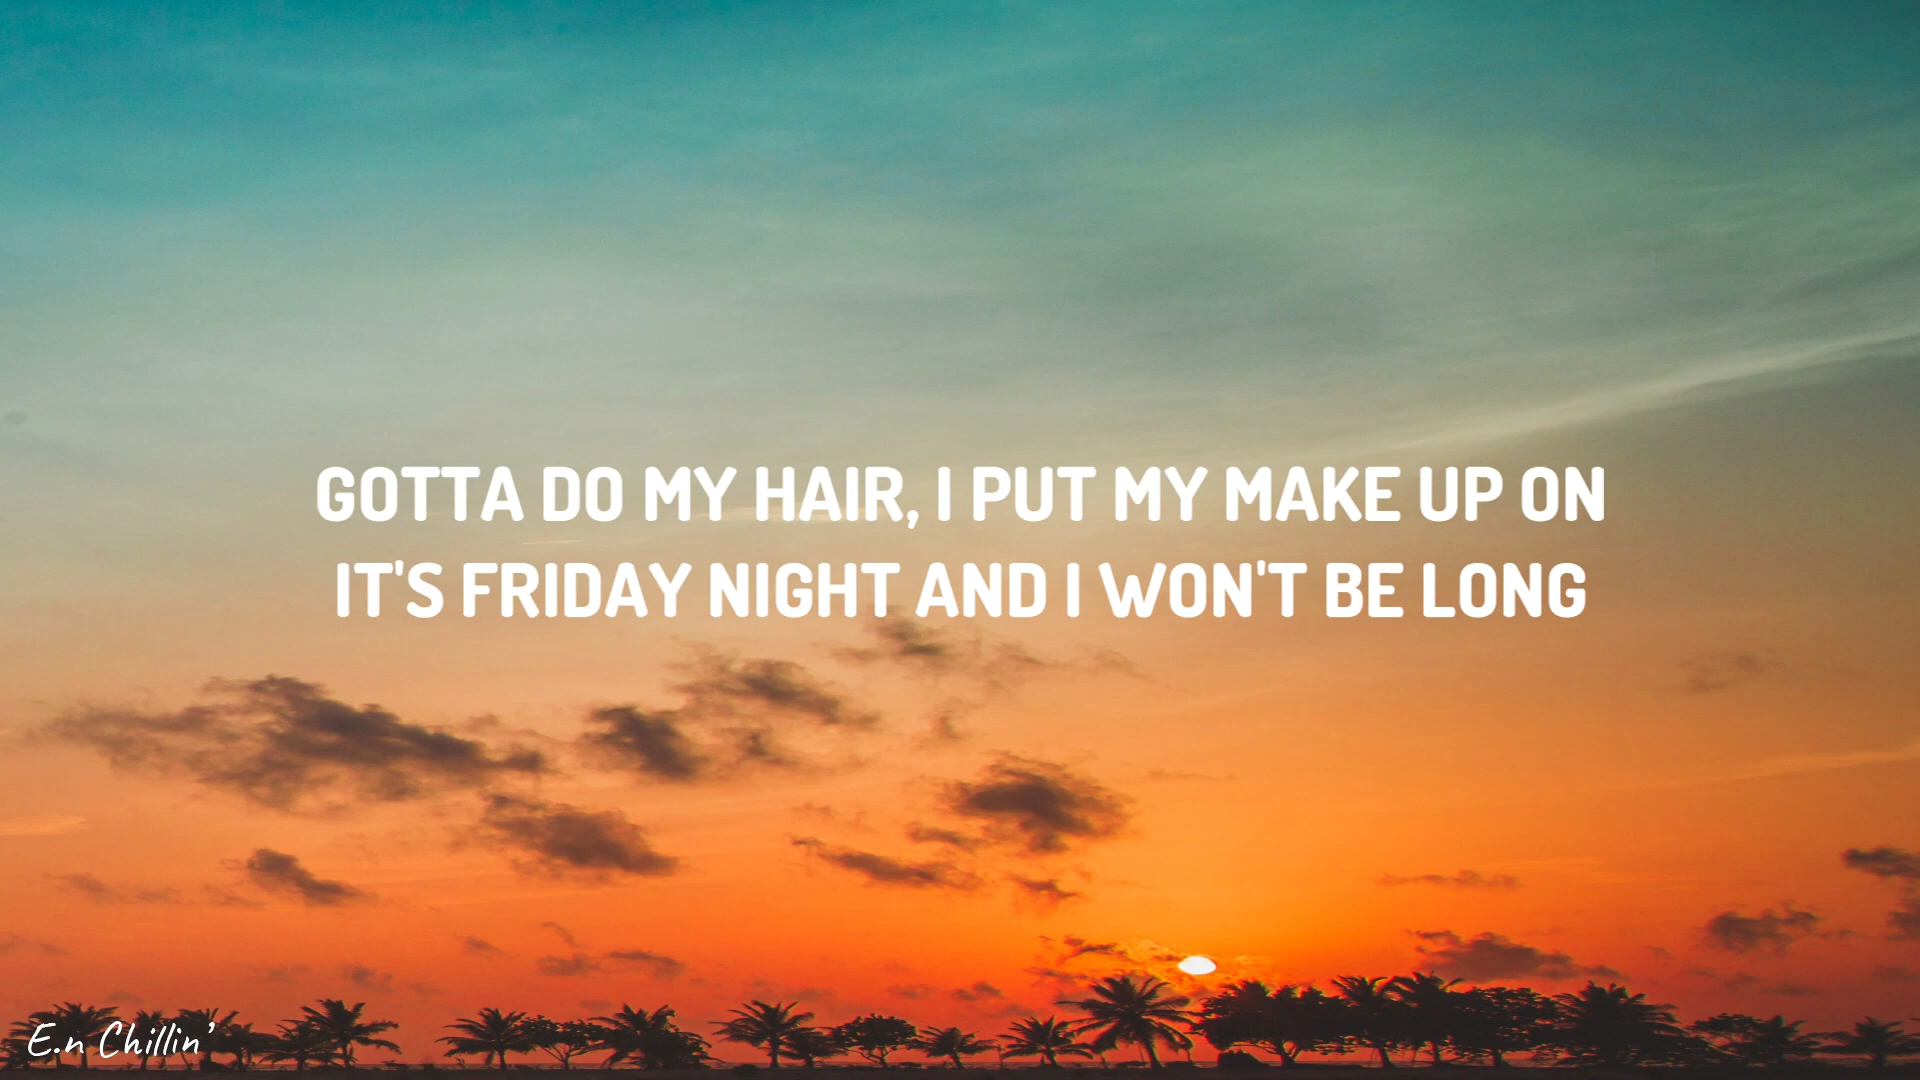 GOTTA DO MY HAIR, I PUT MY MAKE UP ON
IT'S FRIDAY NIGHT AND I WON'T BE LONG
E.n Chillin’